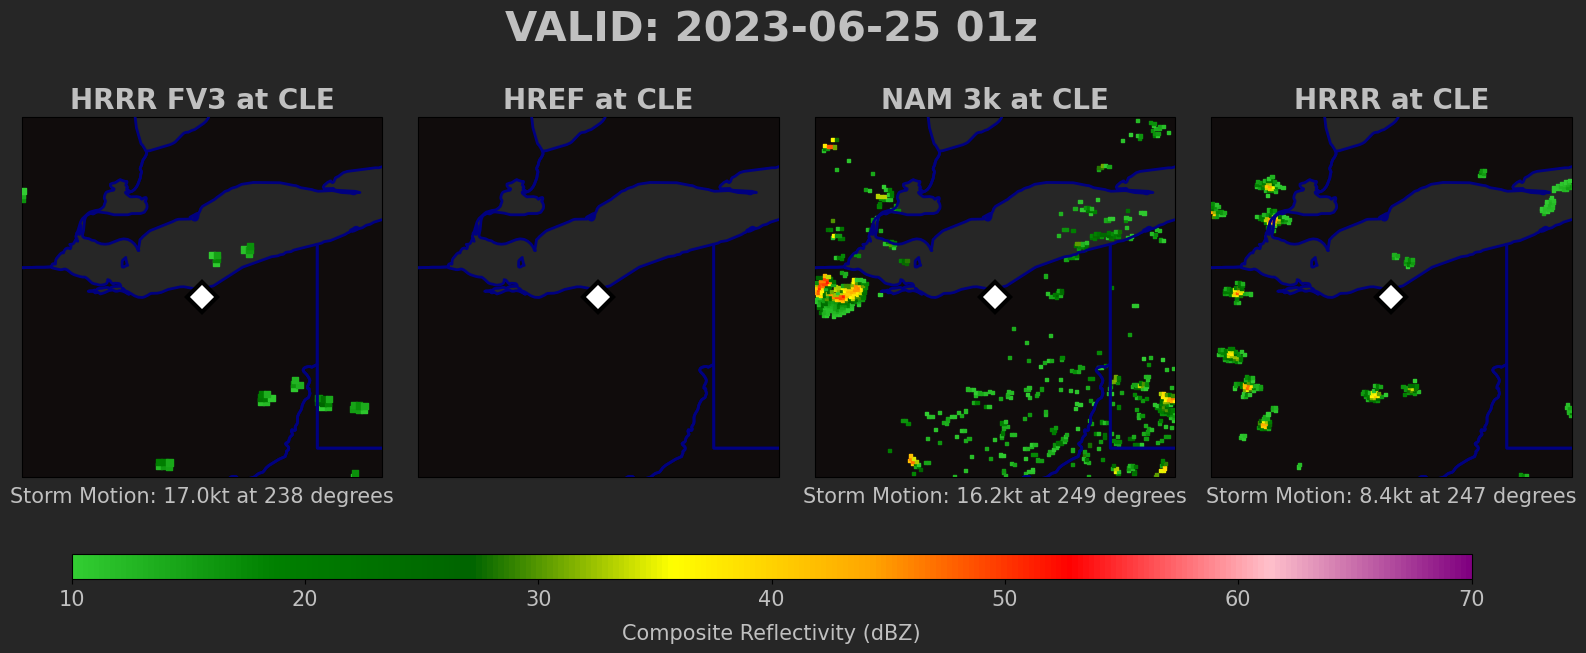 VALID: 2023-06-25 01z
HRRR FV3 at CLE
HREF at CLE
NAM 3k at CLE
HRRR at CLE
Storm Motion: 17.0kt at 238 degrees
Storm Motion: 16.2kt at 249 degrees
Storm Motion: 8.4kt at 247 degrees
10 20 30 40 50 60 70
Composite Reflectivity (dBZ)